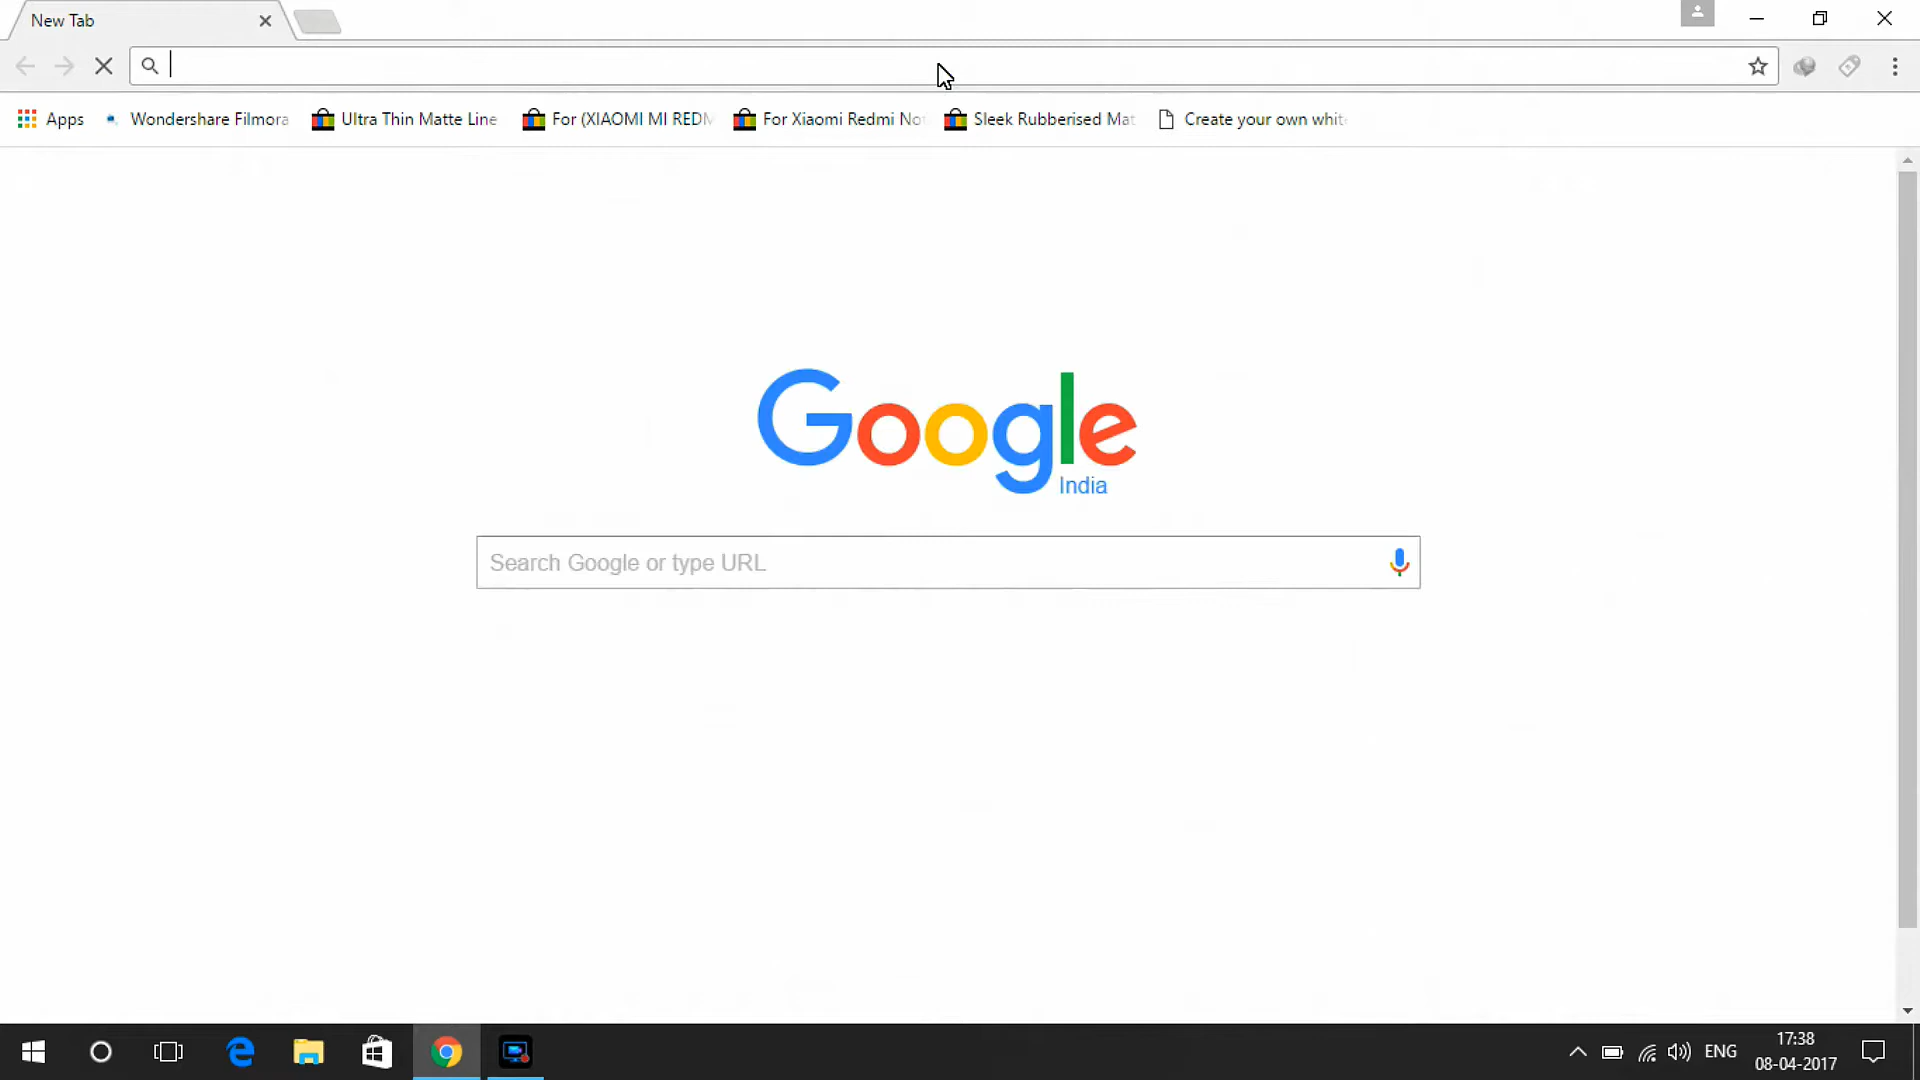 New Tab
Apps
Wondershare Filmora
Ultra Thin Matte Line
For (XIAOMI MI REDM
For Xiaomi Redmi No
Sleek Rubberised Mat
Create your own whit
Google
India
Search Google or type URL
ENG
17:38
08-04-2017